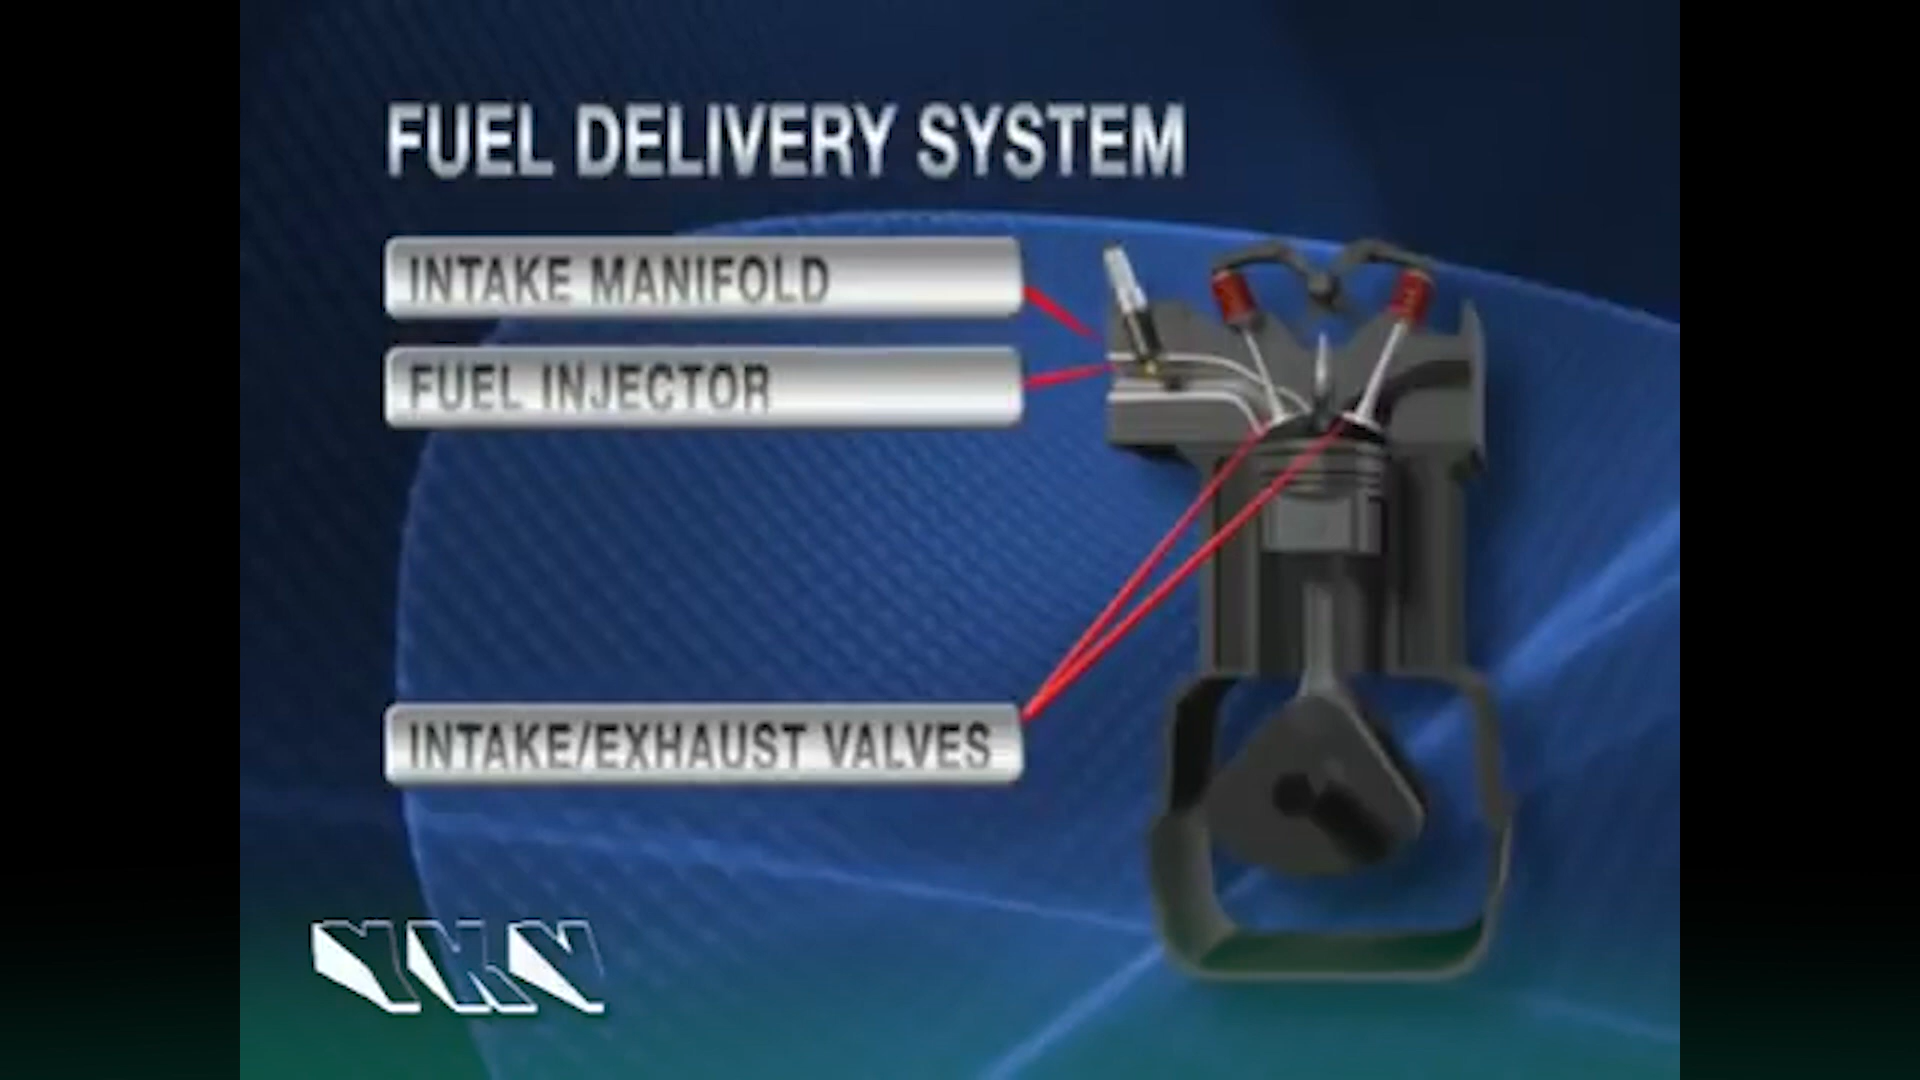 FUEL DELIVERY SYSTEM
INTAKE MANIFOLD
FUEL INJECTOR
INTAKE/EXHAUST VALVES